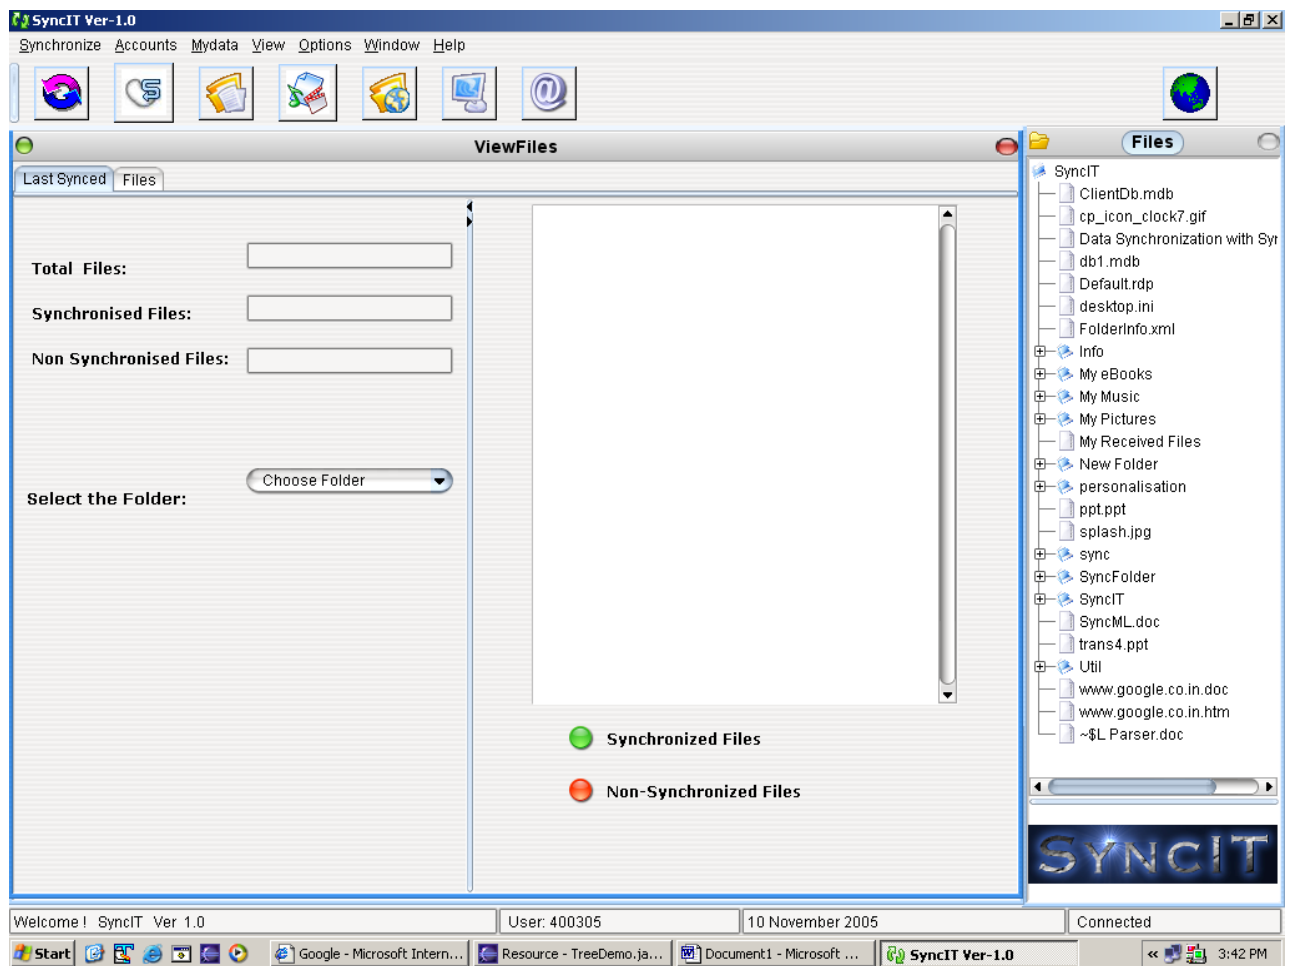 SyncIT Ver-1.0
Synchronize Accounts Mydata View Options Window Help
ViewFiles
Last Synced Files
Total Files:
Synchronised Files:
Non Synchronised Files:
Choose Folder
Select the Folder:
Synchronized Files
Non-Synchronized Files
Files
SyncIT
ClientDb.mdb
cp_icon_clock7.gif
Data Synchronization with Syr
db1.mdb
Default.rdp
desktop.ini
FolderInfo.xml
Info
My eBooks
My Music
My Pictures
My Received Files
New Folder
personalisation
ppt.ppt
splash.jpg
sync
SyncFolder
SyncIT
SyncML.doc
trans4.ppt
Util
www.google.co.in.doc
www.google.co.in.htm
~$L Parser.doc
SYNCIT
Welcome ! SyncIT Ver 1.0 User: 400305 10 November 2005 Connected
Start Google - Microsoft Intern... Resource - TreeDemo.ja... Document1 - Microsoft ... SyncIT Ver-1.0 « 3:42 PM